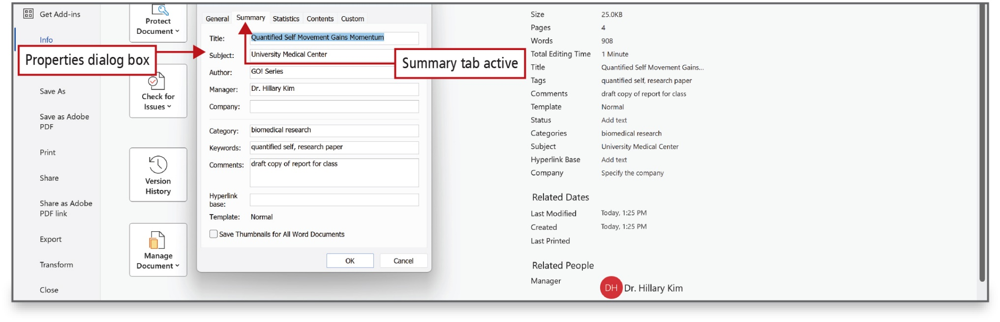 Get Add-ins
Info
Save As
Save as Adobe
PDF
Print
Share
Share as Adobe
PDF link
Export
Transform
Close
Properties dialog box
Protect
Document
Check for
Issues
Version
History
Manage
Document
General Summary Statistics Contents Custom
Summary tab active
Title: Quantified Self Movement Gains Momentum
Subject: University Medical Center
Author: GO! Series
Manager: Dr. Hillary Kim
Company:
Category: biomedical research
Keywords: quantified self, research paper
Comments: draft copy of report for class
Hyperlink
base:
Template: Normal
Save Thumbnails for All Word Documents
OK Cancel
Size 25.0KB
Pages 4
Words 908
Total Editing Time 1 Minute
Title Quantified Self Movement Gains...
Tags quantified self, research paper
Comments draft copy of report for class
Template Normal
Status Add text
Categories biomedical research
Subject University Medical Center
Hyperlink Base Add text
Company Specify the company
Related Dates
Last Modified Today, 1:25 PM
Created Today, 1:25 PM
Last Printed
Related People
Manager
DH Dr. Hillary Kim